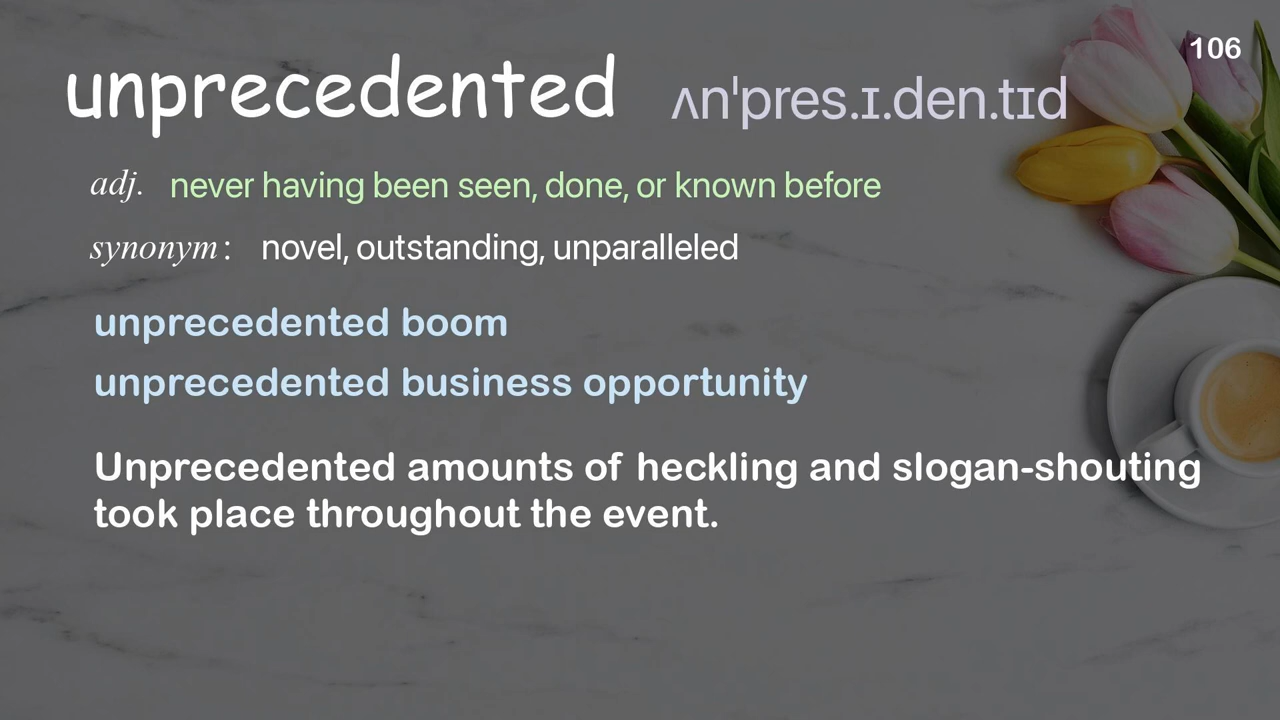 106
unprecedented ʌnˈpres.ɪ.den.tɪd
adj. never having been seen, done, or known before
synonym: novel, outstanding, unparalleled
unprecedented boom
unprecedented business opportunity
Unprecedented amounts of heckling and slogan-shouting
took place throughout the event.